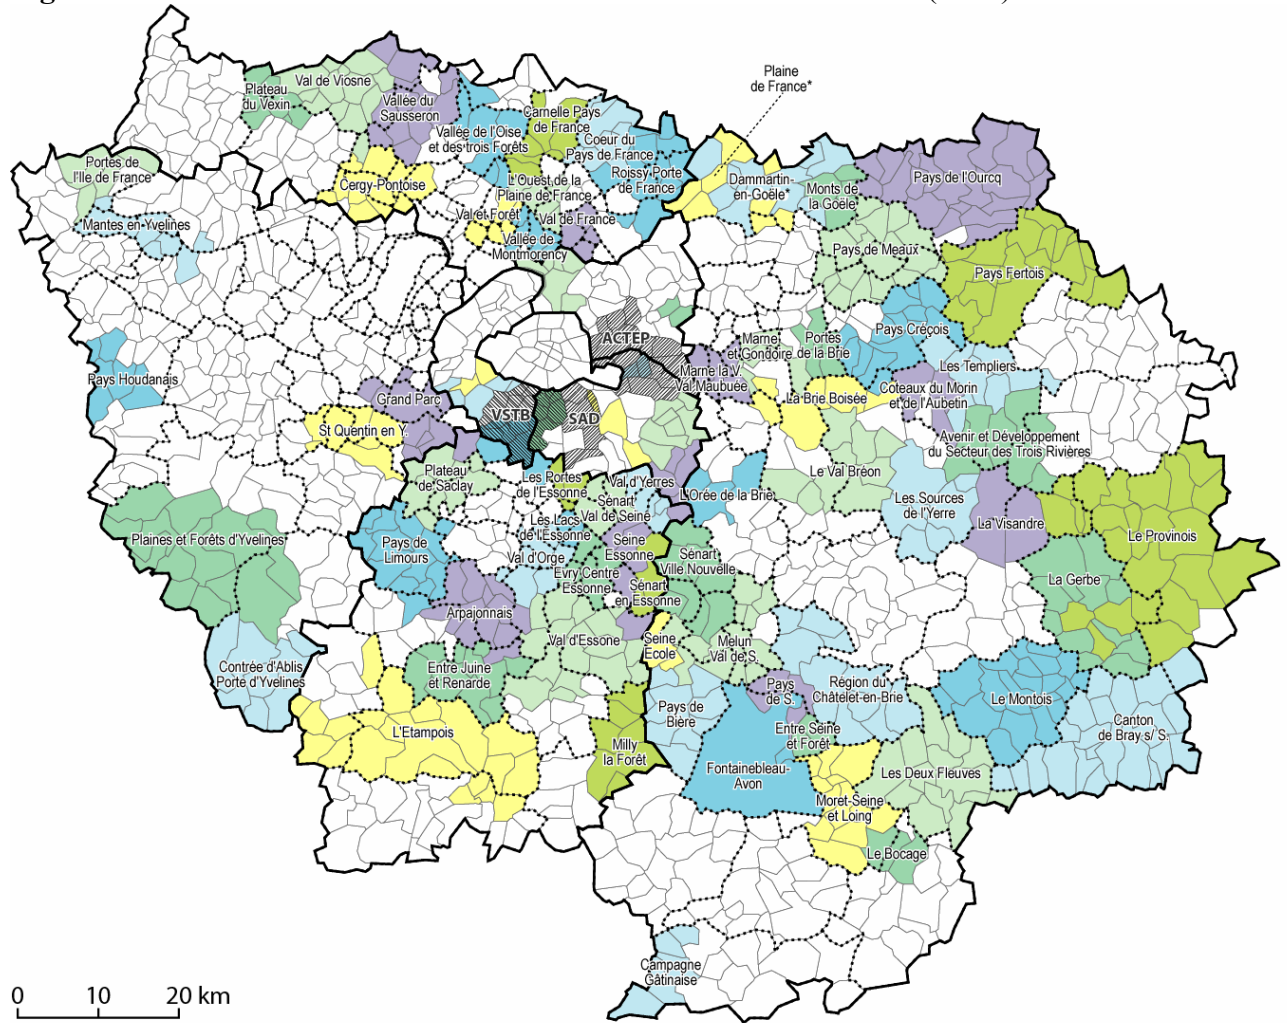 Plaine
de France*
Plateau
du Vexin
Val de Viosne
Vallée du
Sausseron
Vallée de l'Oise
et des trois Forêts
Carnelle Pays
de France
Coeur du
Pays de France
Roissy Porte
de France
Portes de
l'Ile de France
Cergy-Pontoise
L'Ouest de la
Plaine de France
Val et Forêt
Val de France
Vallée de
Montmorency
Dammartin-
en-Goële*
Monts de
la Goële
Pays de l'Ourcq
Mantes en Yvelines
Pays de Meaux
Pays Fertois
Pays Houdanais
ACTEP
Marne
et Gondoire
Portes
de la Brie
Pays Créçois
Les Templiers
Marne la V.
Val Maubuée
Grand Parc
La Brie Boisée
Coteaux du Morin
et de l'Aubetin
St Quentin en Y.
VSTB
SAD
Avenir et Développement
du Secteur des Trois Rivières
Plateau
de Saclay
Les Portes
de l'Essonne
Val d'Yerres
L'Orée de la Brie
Le Val Bréon
Les Sources
de l'Yerre
Sénart
Val de Seine
La Visandre
Le Provinois
Plaines et Forêts d'Yvelines
Pays de
Limours
Les Lacs
de l'Essonne
Val d'Orge
Seine
Essonne
Sénart
Ville Nouvelle
Evry Centre
Essonne
Sénart
en Essonne
La Gerbe
Arpajonnais
Val d'Essone
Seine
Ecole
Melun
Val de S.
Contrée d'Ablis
Porte d'Yvelines
Entre Juine
et Renarde
Pays
de S.
Région du
Châtelet-en-Brie
Le Montois
L'Etampois
Pays de
Bière
Entre Seine
et Forêt
Canton
de Bray s/ S.
Milly
la Forêt
Fontainebleau-
Avon
Les Deux Fleuves
Moret-Seine
et Loing
Le Bocage
Campagne
Gâtinaise
0 10 20 km